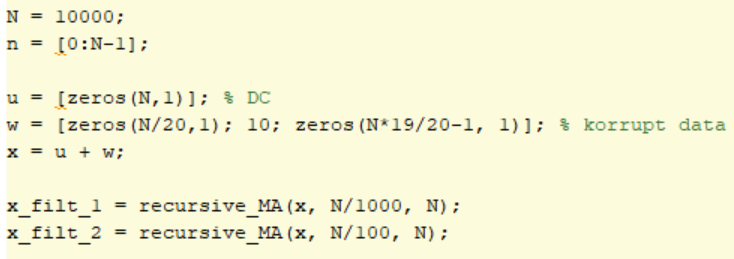 N = 10000;
n = [0:N-1];
u = [zeros(N,1)]; % DC
w = [zeros(N/20,1); 10; zeros(N*19/20-1, 1)]; % korrupt data
x = u + w;
x_filt_1 = recursive_MA(x, N/1000, N);
x_filt_2 = recursive_MA(x, N/100, N);